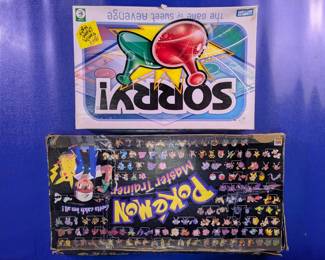 The Game of Sweet Revenge
SORRY!
POKéMON
Master Trainer
Gotta catch 'em all!